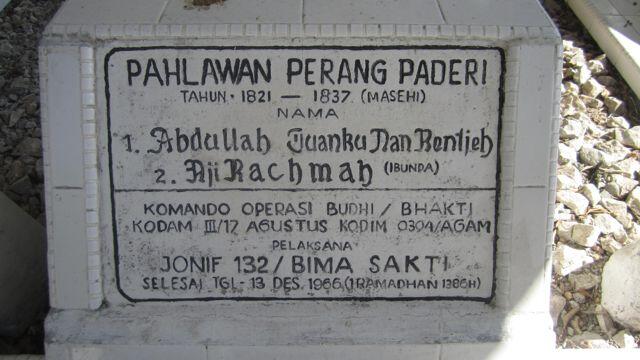 PAHLAWAN PERANG PADERI
TAHUN · 1821 — 1837 (MASEHI)
NAMA
1. Abdullah Tuanku Nan Rentjeh
2. Aji Rachmah (IBUNDA)
KOMANDO OPERASI BUDHI / BHAKTI
KODAM III/17 AGUSTUS KODIM 0304/AGAM
PELAKSANA
JONIF 132/BIMA SAKTI
SELESAI TGL - 13 DES. 1966 (1 RAMADHAN 1386H)